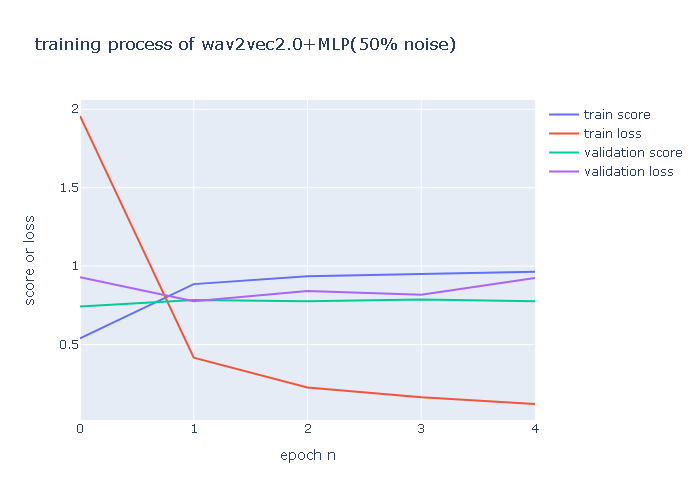 training process of wav2vec2.0+MLP(50% noise)
train score
train loss
validation score
validation loss
score or loss
2
1.5
1
0.5
0 1 2 3 4
epoch n